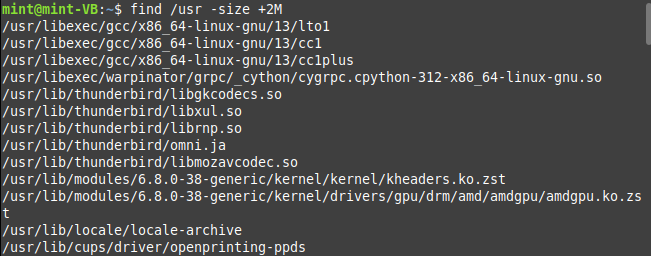 mint@mint-VB:~$ find /usr -size +2M
/usr/libexec/gcc/x86_64-linux-gnu/13/lto1
/usr/libexec/gcc/x86_64-linux-gnu/13/cc1
/usr/libexec/gcc/x86_64-linux-gnu/13/cc1plus
/usr/libexec/warpinator/grpc/_cython/cygrpc.cpython-312-x86_64-linux-gnu.so
/usr/lib/thunderbird/libgkcodecs.so
/usr/lib/thunderbird/libxul.so
/usr/lib/thunderbird/librnp.so
/usr/lib/thunderbird/omni.ja
/usr/lib/thunderbird/libmozavcodec.so
/usr/lib/modules/6.8.0-38-generic/kernel/kernel/kheaders.ko.zst
/usr/lib/modules/6.8.0-38-generic/kernel/drivers/gpu/drm/amd/amdgpu/amdgpu.ko.zs
t
/usr/lib/locale/locale-archive
/usr/lib/cups/driver/openprinting-ppds